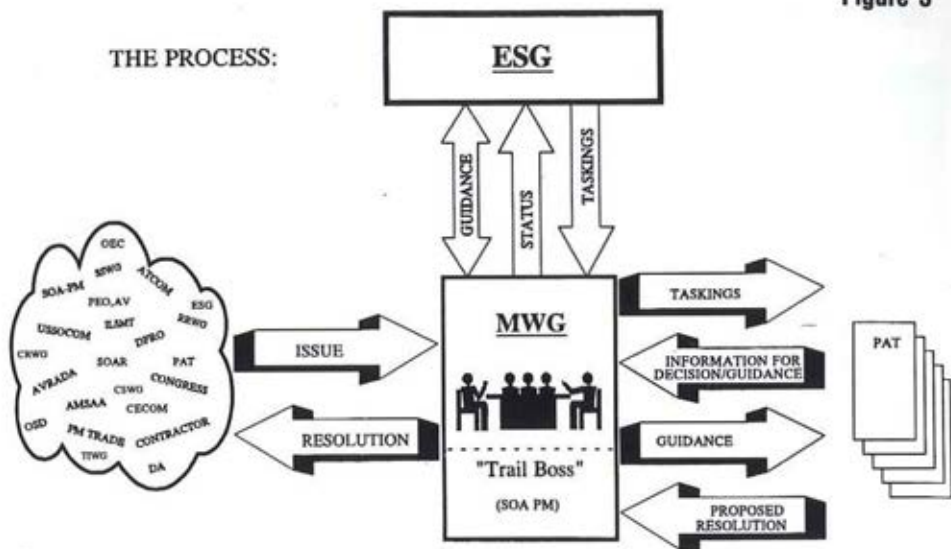 Figure 3
THE PROCESS:
ESG
GUIDANCE
STATUS
TASKINGS
OEC
SOA-PM
ATCOM
PEO,AV
ESG
RRWG
USSOCOM
ILSMT
DPRO
CRWG
SOAR
PAT
AVRADA
CSWG
CONGRESS
AMSAA
CECOM
OSD
PM TRADE
CONTRACTOR
TIWG
DA
ISSUE
RESOLUTION
MWG
"Trail Boss"
(SOA PM)
TASKINGS
INFORMATION FOR
DECISION/GUIDANCE
GUIDANCE
PROPOSED
RESOLUTION
PAT